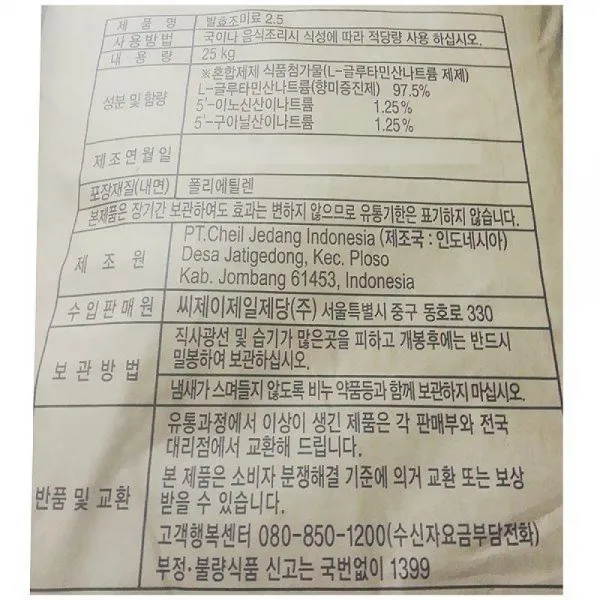 제 품 명 발효조미료 2.5
사 용 방 법 국이나 음식조리시 식성에 따라 적당량 사용 하십시오.
내 용 량 25 kg
성분 및 함량
※혼합제제 식품첨가물(L-글루타민산나트륨 제제)
L-글루타민산나트륨(향미증진제) 97.5%
5'-이노신산이나트륨 1.25%
5'-구아닐산이나트륨 1.25%
제 조 연 월 일
포장재질(내면) 폴리에틸렌
본제품은 장기간 보관하여도 효과는 변하지 않으므로 유통기한은 표기하지 않습니다.
제 조 원
PT.Cheil Jedang Indonesia (제조국 : 인도네시아)
Desa Jatigedong, Kec. Ploso
Kab. Jombang 61453, Indonesia
수 입 판 매 원 씨제이제일제당(주) 서울특별시 중구 동호로 330
보 관 방 법
직사광선 및 습기가 많은곳을 피하고 개봉후에는 반드시
밀봉하여 보관하십시오.
냄새가 스며들지 않도록 비누 약품등과 함께 보관하지 마십시오.
반품 및 교환
유통과정에서 이상이 생긴 제품은 각 판매부와 전국
대리점에서 교환해 드립니다.
본 제품은 소비자 분쟁해결 기준에 의거 교환 또는 보상
받을 수 있습니다.
고객행복센터 080-850-1200(수신자요금부담전화)
부정·불량식품 신고는 국번없이 1399